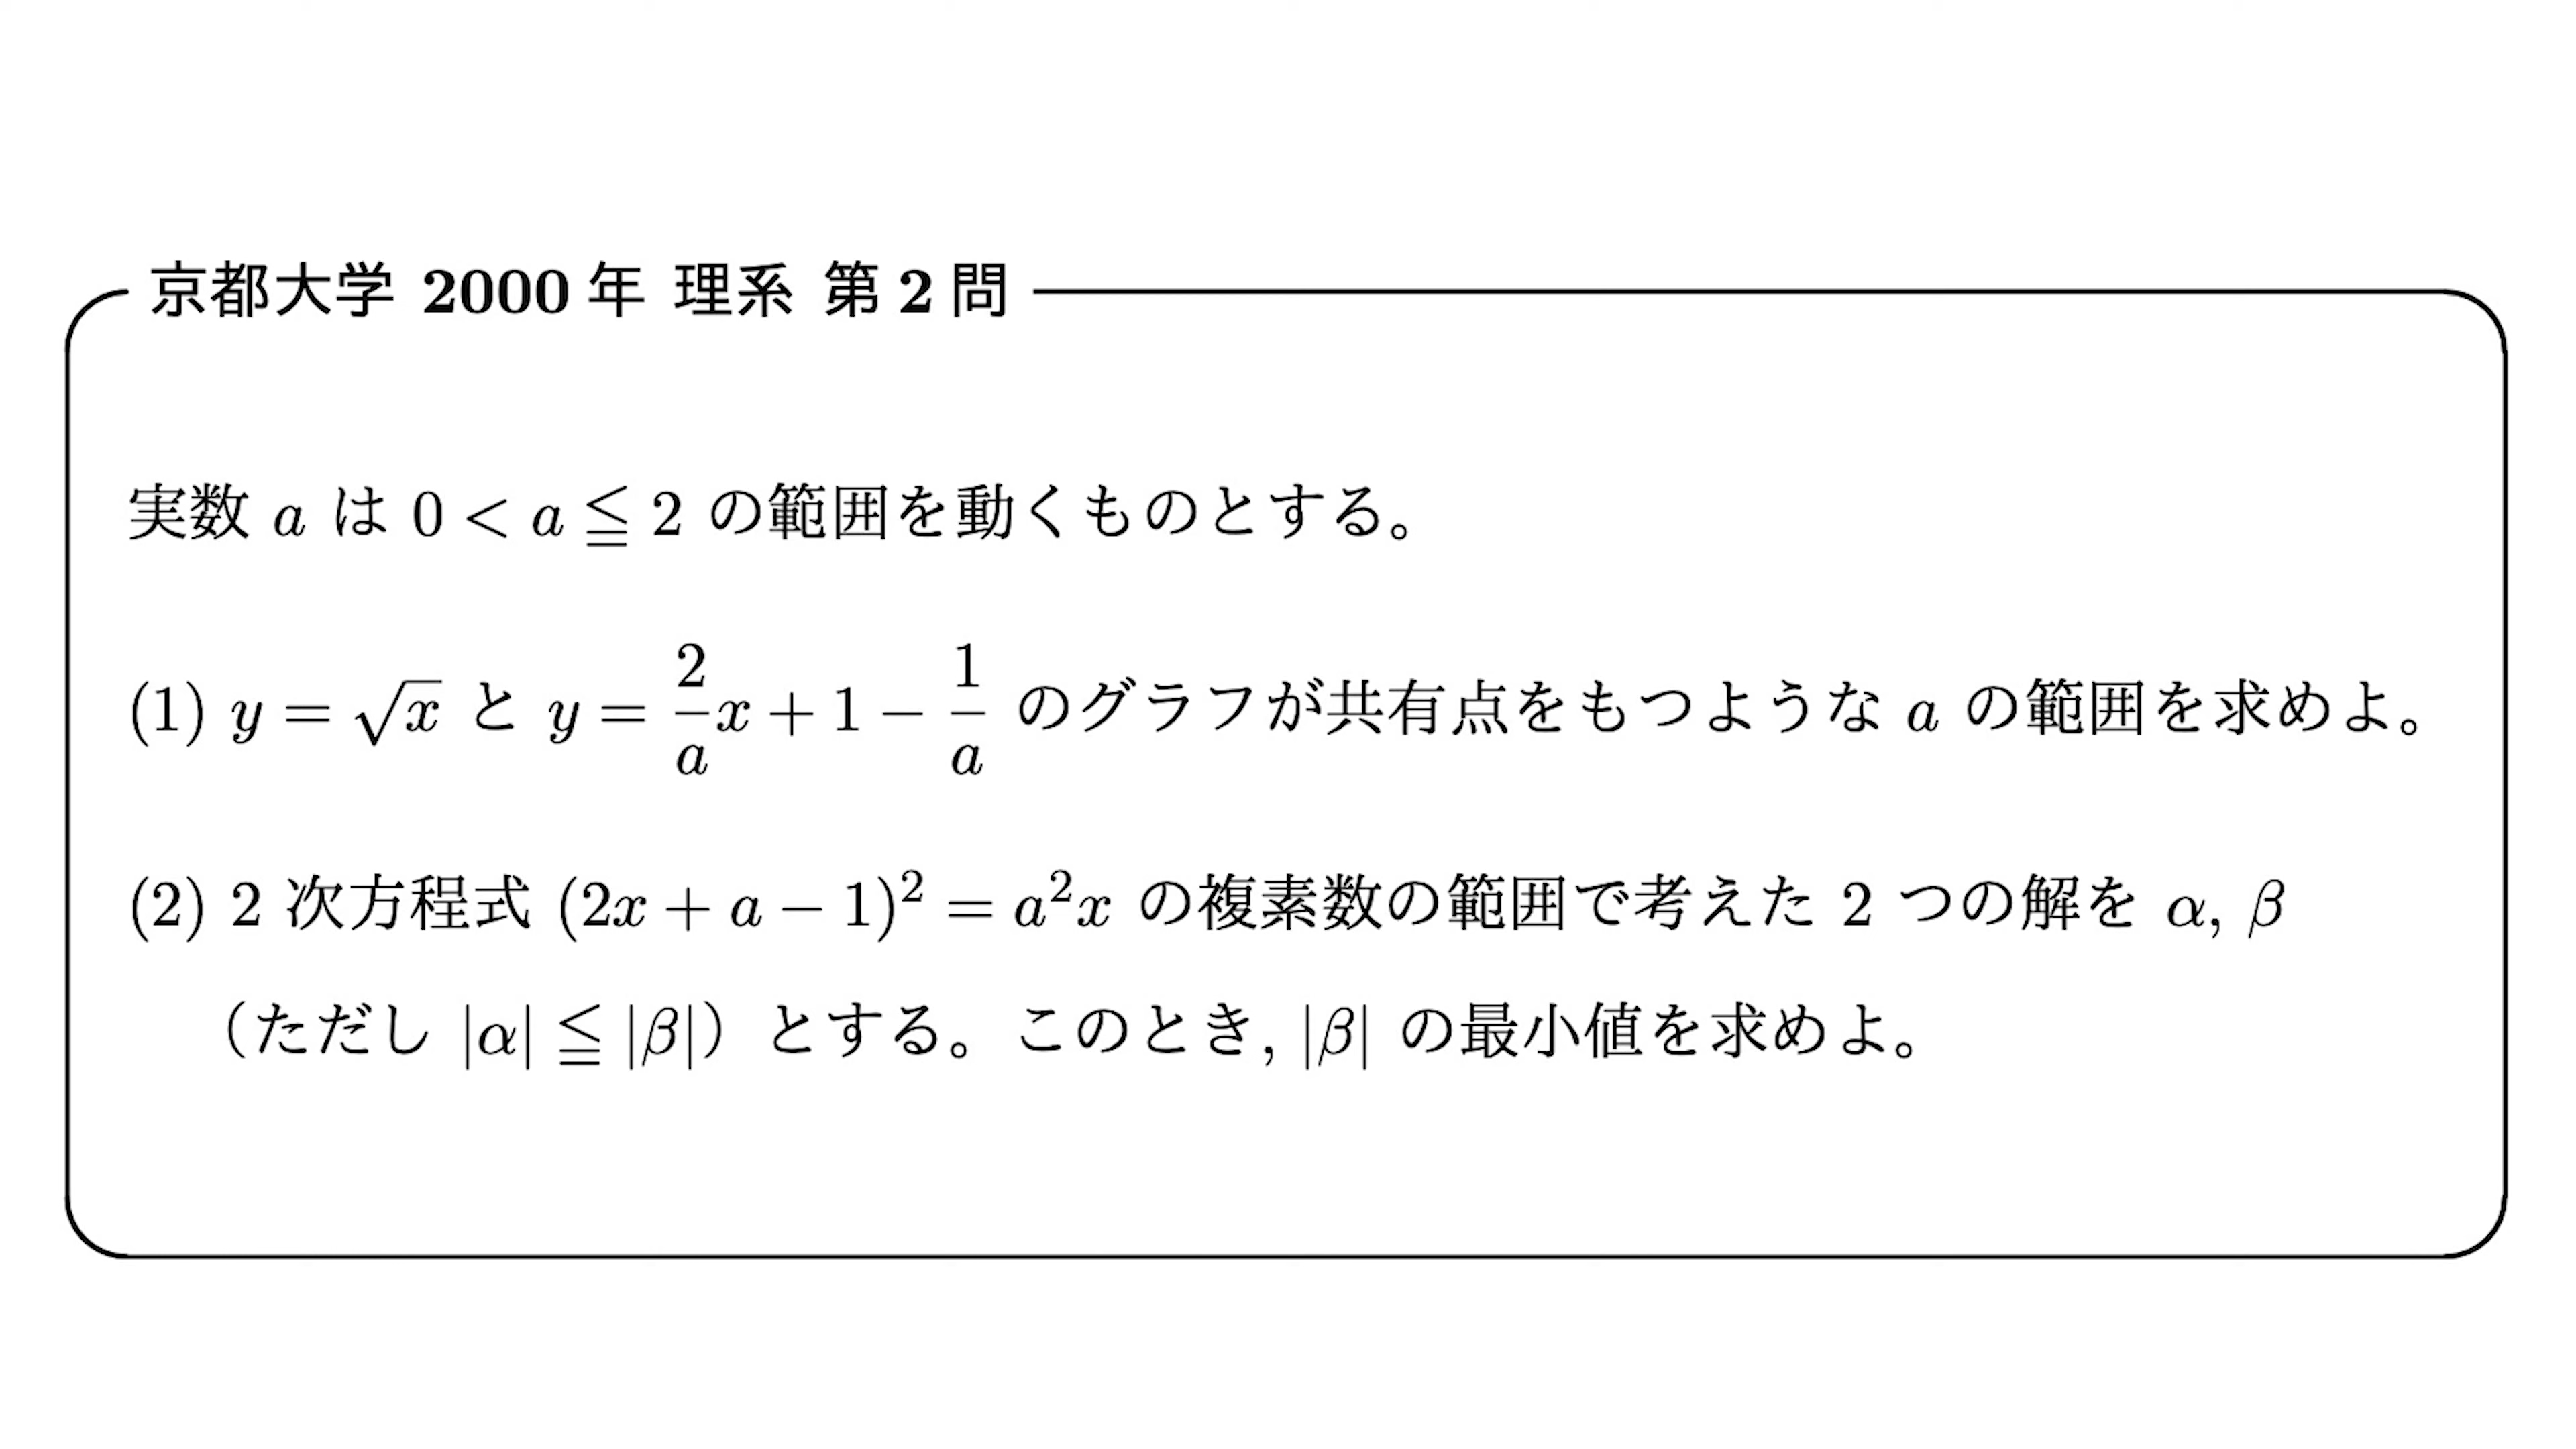 京都大学 2000 年 理系 第 2 問
実数 a は 0 < a ≦ 2 の範囲を動くものとする。
(1) y = √x と y = \frac{2}{a}x + 1 − \frac{1}{a} のグラフが共有点をもつような a の範囲を求めよ。
(2) 2 次方程式 (2x + a − 1)² = a²x の複素数の範囲で考えた 2 つの解を α, β
（ただし |α| ≦ |β|）とする。このとき, |β| の最小値を求めよ。